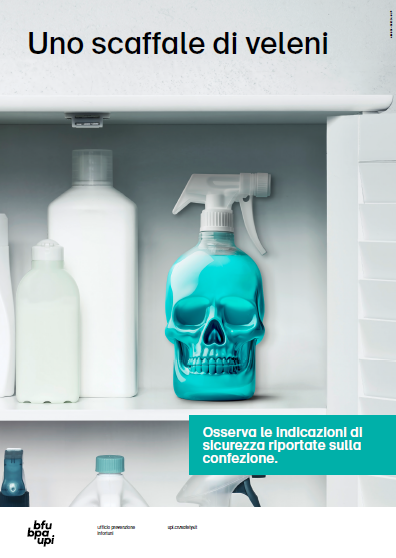 Uno scaffale di veleni
Osserva le indicazioni di
sicurezza riportate sulla
confezione.
bfu
bpa
upi
ufficio prevenzione
infortuni